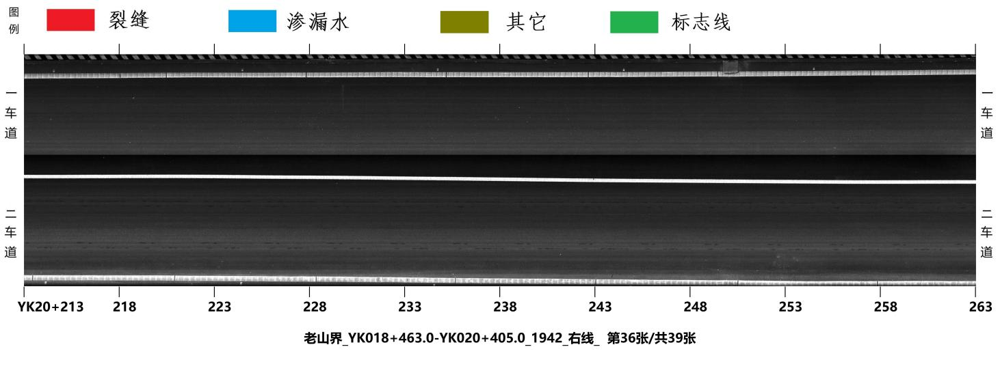 图例
裂缝 渗漏水 其它 标志线
一车道
一车道
二车道
二车道
YK20+213 218 223 228 233 238 243 248 253 258 263
老山界_YK018+463.0-YK020+405.0_1942_右线_ 第36张/共39张